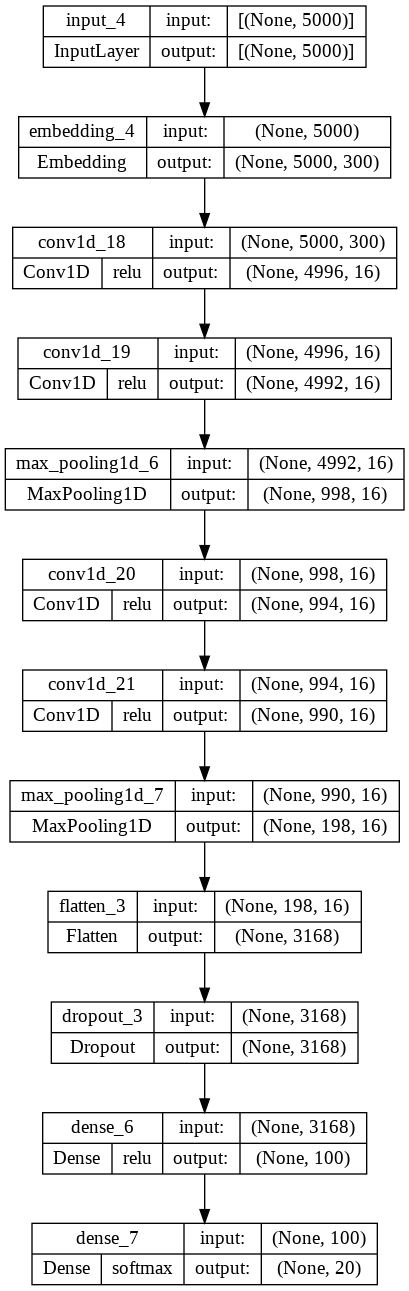 input_4 input: [(None, 5000)]
InputLayer output: [(None, 5000)]
embedding_4 input: (None, 5000)
Embedding output: (None, 5000, 300)
conv1d_18 input: (None, 5000, 300)
Conv1D relu output: (None, 4996, 16)
conv1d_19 input: (None, 4996, 16)
Conv1D relu output: (None, 4992, 16)
max_pooling1d_6 input: (None, 4992, 16)
MaxPooling1D output: (None, 998, 16)
conv1d_20 input: (None, 998, 16)
Conv1D relu output: (None, 994, 16)
conv1d_21 input: (None, 994, 16)
Conv1D relu output: (None, 990, 16)
max_pooling1d_7 input: (None, 990, 16)
MaxPooling1D output: (None, 198, 16)
flatten_3 input: (None, 198, 16)
Flatten output: (None, 3168)
dropout_3 input: (None, 3168)
Dropout output: (None, 3168)
dense_6 input: (None, 3168)
Dense relu output: (None, 100)
dense_7 input: (None, 100)
Dense softmax output: (None, 20)